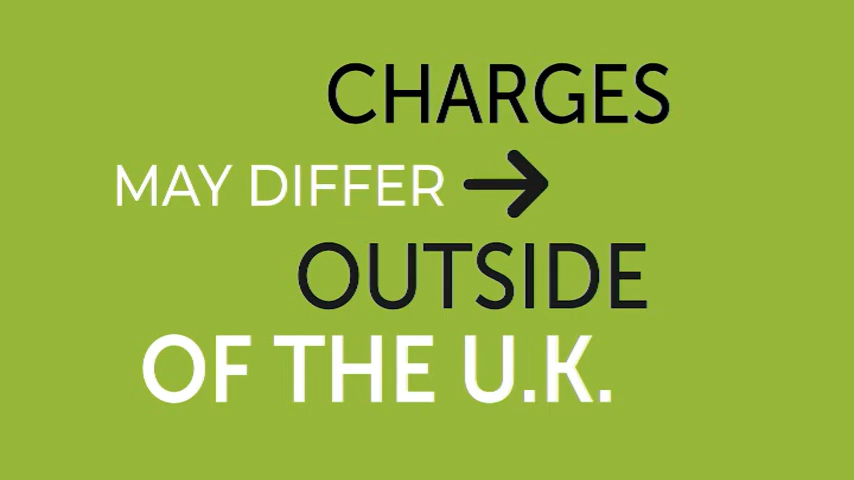 CHARGES
MAY DIFFER →
OUTSIDE
OF THE U.K.